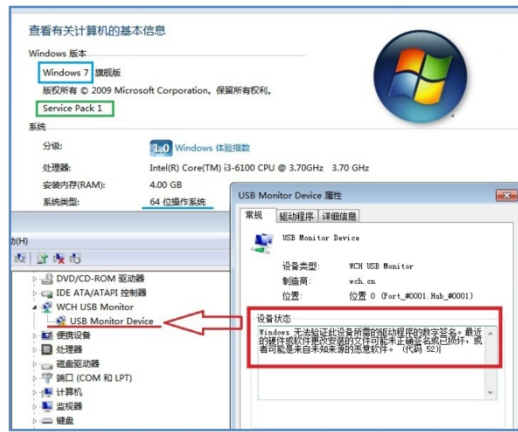 查看有关计算机的基本信息
Windows 版本
Windows 7 旗舰版
版权所有 © 2009 Microsoft Corporation。保留所有权利。
Service Pack 1
系统
分级:
1.0 Windows 体验指数
处理器:
Intel(R) Core(TM) i3-6100 CPU @ 3.70GHz 3.70 GHz
安装内存(RAM):
4.00 GB
系统类型:
64 位操作系统
USB Monitor Device 属性
常规 驱动程序 详细信息
USB Monitor Device
设备类型: WCH USB Monitor
制造商: wch.cn
位置: 位置 0 (Port_#0001.Hub_#0001)
设备状态
Windows 无法验证此设备所需的驱动程序的数字签名。最近
的硬件或软件更改安装的文件可能未正确签名或已损坏，或
者可能是来自未知来源的恶意软件。 (代码 52)
助(H)
DVD/CD-ROM 驱动器
IDE ATA/ATAPI 控制器
WCH USB Monitor
USB Monitor Device
便携设备
处理器
磁盘驱动器
端口 (COM 和 LPT)
计算机
监视器
键盘